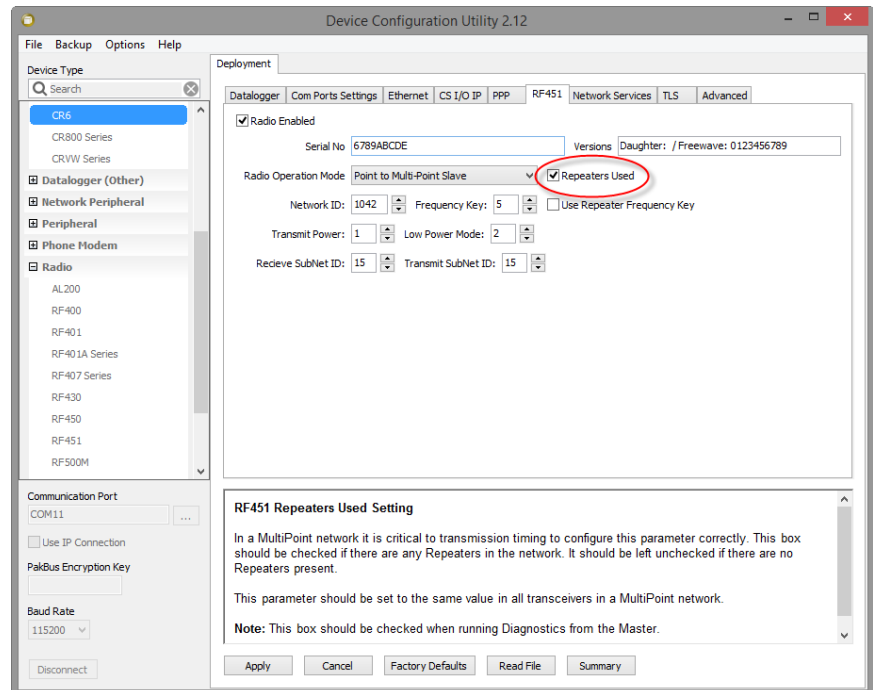 Device Configuration Utility 2.12
File Backup Options Help
Device Type
Search
CR6
CR800 Series
CRVW Series
Datalogger (Other)
Network Peripheral
Peripheral
Phone Modem
Radio
AL200
RF400
RF401
RF401A Series
RF407 Series
RF430
RF450
RF451
RF500M
Communication Port
COM11
...
Use IP Connection
PakBus Encryption Key
Baud Rate
115200
Disconnect
Deployment
Datalogger Com Ports Settings Ethernet CS I/O IP PPP RF451 Network Services TLS Advanced
Radio Enabled
Serial No 6789ABCDE Versions Daughter: / Freewave: 0123456789
Radio Operation Mode Point to Multi-Point Slave Repeaters Used
Network ID: 1042 Frequency Key: 5 Use Repeater Frequency Key
Transmit Power: 1 Low Power Mode: 2
Recieve SubNet ID: 15 Transmit SubNet ID: 15
RF451 Repeaters Used Setting
In a MultiPoint network it is critical to transmission timing to configure this parameter correctly. This box
should be checked if there are any Repeaters in the network. It should be left unchecked if there are no
Repeaters present.
This parameter should be set to the same value in all transceivers in a MultiPoint network.
Note: This box should be checked when running Diagnostics from the Master.
Apply Cancel Factory Defaults Read File Summary